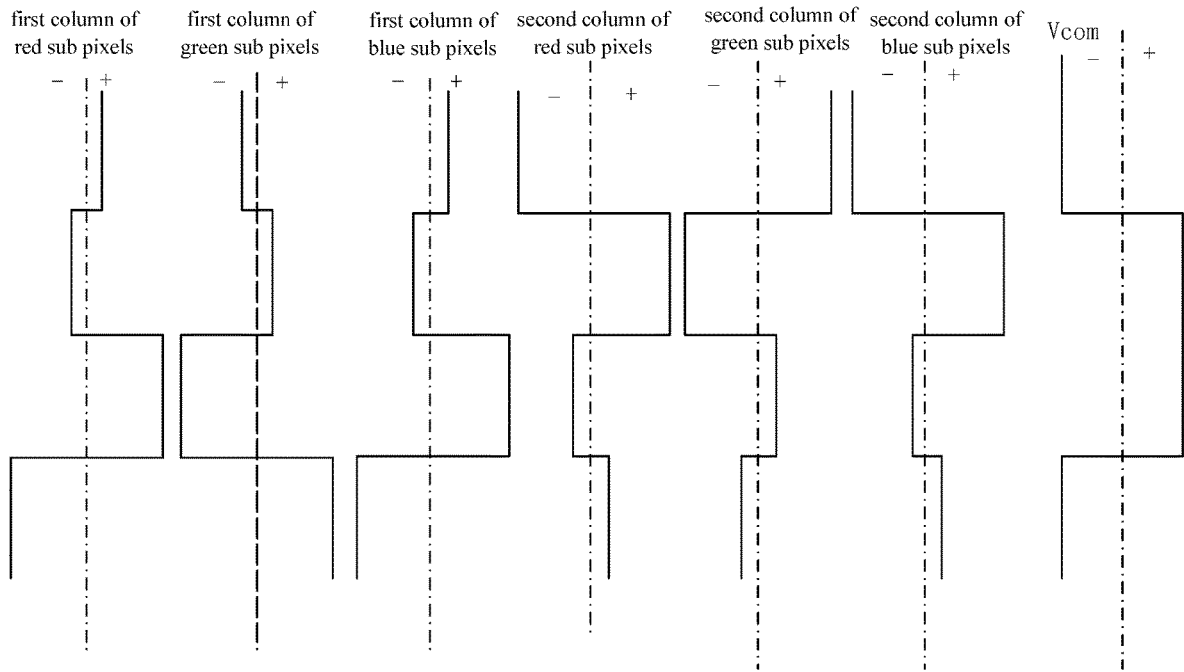 first column of
red sub pixels
− +
first column of
green sub pixels
− +
first column of
blue sub pixels
− +
second column of
red sub pixels
− +
second column of
green sub pixels
− +
second column of
blue sub pixels
− +
Vcom
− +